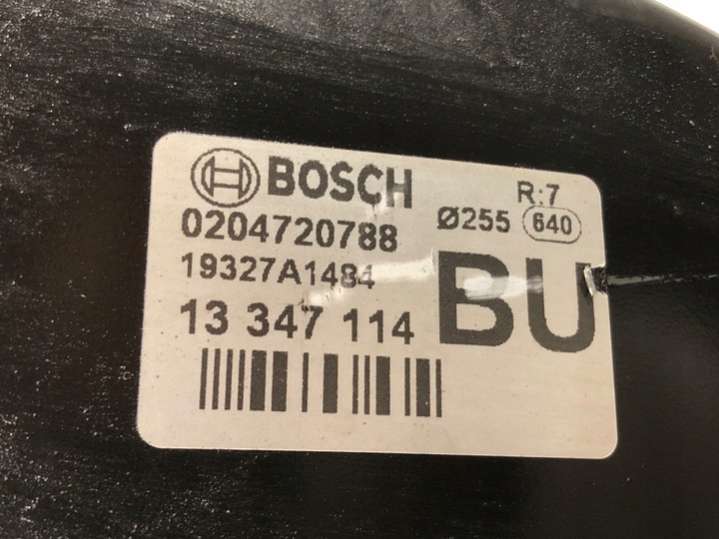 BOSCH
R:7
0204720788
Ø255 640
19327A1484
13 347 114
BU